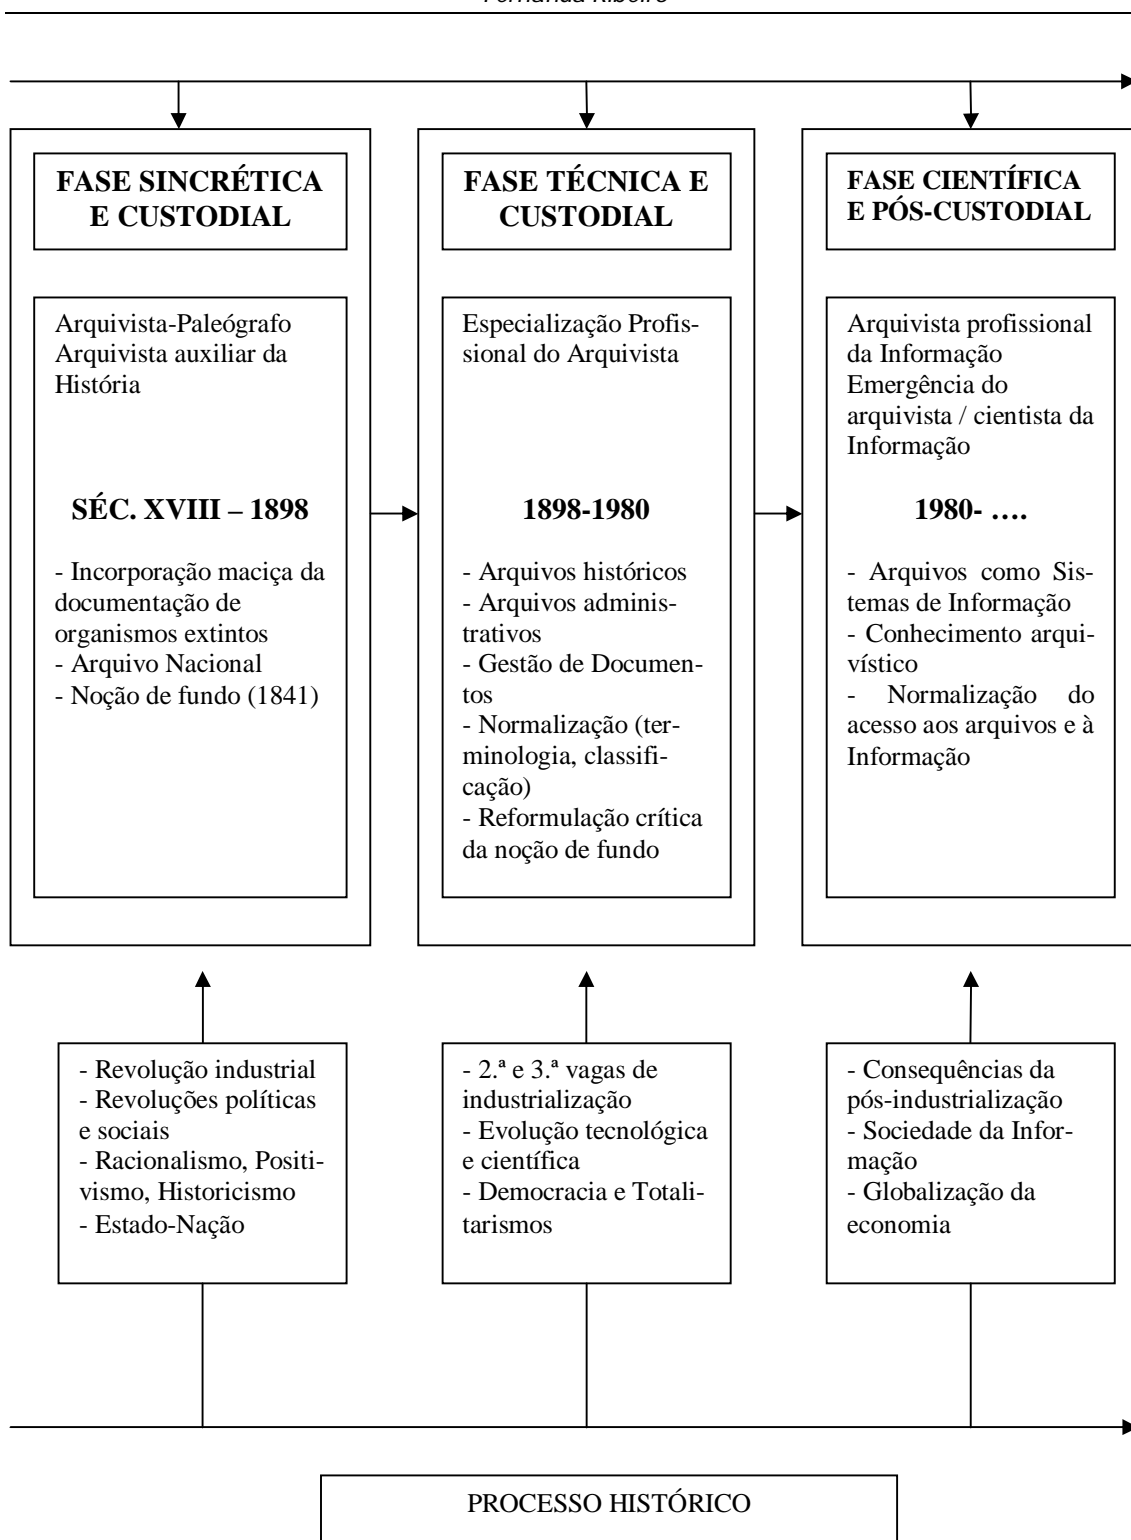 Fernanda Ribeiro
FASE SINCRÉTICA
E CUSTODIAL
Arquivista-Paleógrafo
Arquivista auxiliar da
História
SÉC. XVIII – 1898
- Incorporação maciça da
documentação de
organismos extintos
- Arquivo Nacional
- Noção de fundo (1841)
FASE TÉCNICA E
CUSTODIAL
Especialização Profis-
sional do Arquivista
1898-1980
- Arquivos históricos
- Arquivos adminis-
trativos
- Gestão de Documen-
tos
- Normalização (ter-
minologia, classifi-
cação)
- Reformulação crítica
da noção de fundo
FASE CIENTÍFICA
E PÓS-CUSTODIAL
Arquivista profissional
da Informação
Emergência do
arquivista / cientista da
Informação
1980- ….
- Arquivos como Sis-
temas de Informação
- Conhecimento arqui-
vístico
- Normalização do
acesso aos arquivos e à
Informação
- Revolução industrial
- Revoluções políticas
e sociais
- Racionalismo, Positi-
vismo, Historicismo
- Estado-Nação
- 2.ª e 3.ª vagas de
industrialização
- Evolução tecnológica
e científica
- Democracia e Totali-
tarismos
- Consequências da
pós-industrialização
- Sociedade da Infor-
mação
- Globalização da
economia
PROCESSO HISTÓRICO